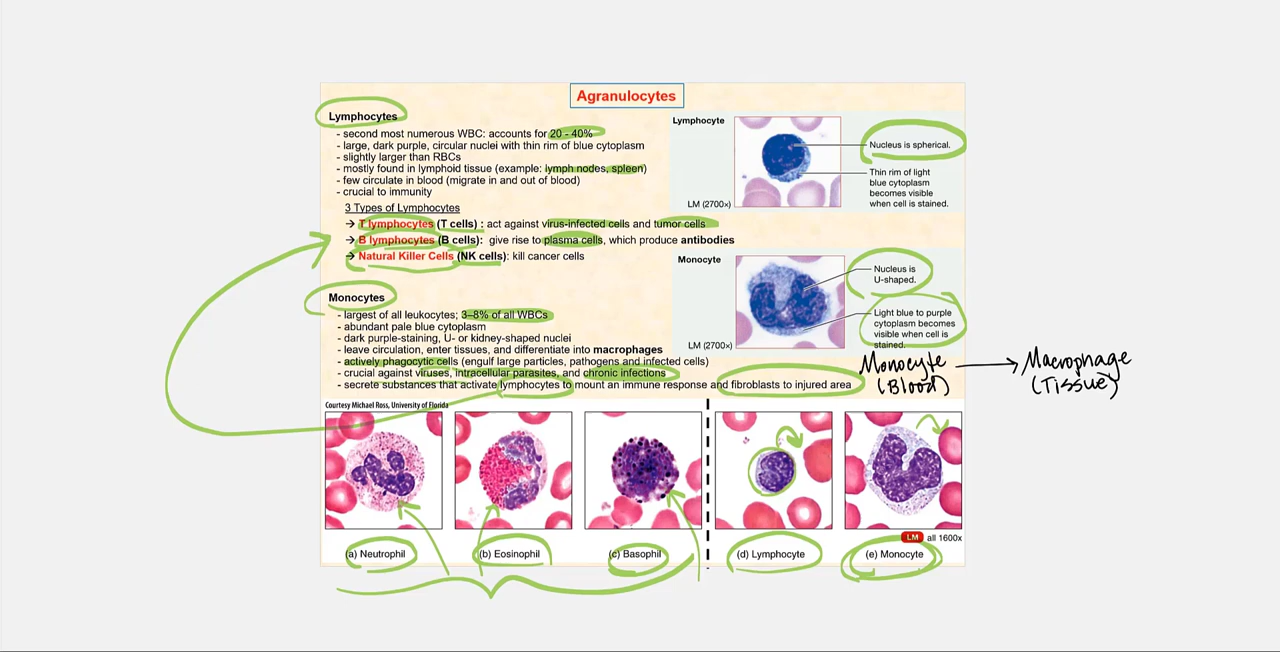 Agranulocytes
Lymphocytes
- second most numerous WBC: accounts for 20 - 40%
- large, dark purple, circular nuclei with thin rim of blue cytoplasm
- slightly larger than RBCs
- mostly found in lymphoid tissue (example: lymph nodes, spleen)
- few circulate in blood (migrate in and out of blood)
- crucial to immunity
3 Types of Lymphocytes
→ T lymphocytes (T cells) : act against virus-infected cells and tumor cells
→ B lymphocytes (B cells): give rise to plasma cells, which produce antibodies
→ Natural Killer Cells (NK cells): kill cancer cells
Lymphocyte
Nucleus is spherical.
Thin rim of light
blue cytoplasm
becomes visible
when cell is stained.
LM (2700×)
Monocytes
- largest of all leukocytes; 3–8% of all WBCs
- abundant pale blue cytoplasm
- dark purple-staining, U- or kidney-shaped nuclei
- leave circulation, enter tissues, and differentiate into macrophages
- actively phagocytic cells (engulf large particles, pathogens and infected cells)
- crucial against viruses, intracellular parasites, and chronic infections
- secrete substances that activate lymphocytes to mount an immune response and fibroblasts to injured area
Monocyte
Nucleus is
U-shaped.
Light blue to purple
cytoplasm becomes
visible when cell is
stained.
LM (2700×)
Monocyte → Macrophage
(Blood) (Tissue)
Courtesy Michael Ross, University of Florida
LM all 1600x
(a) Neutrophil (b) Eosinophil (c) Basophil (d) Lymphocyte (e) Monocyte